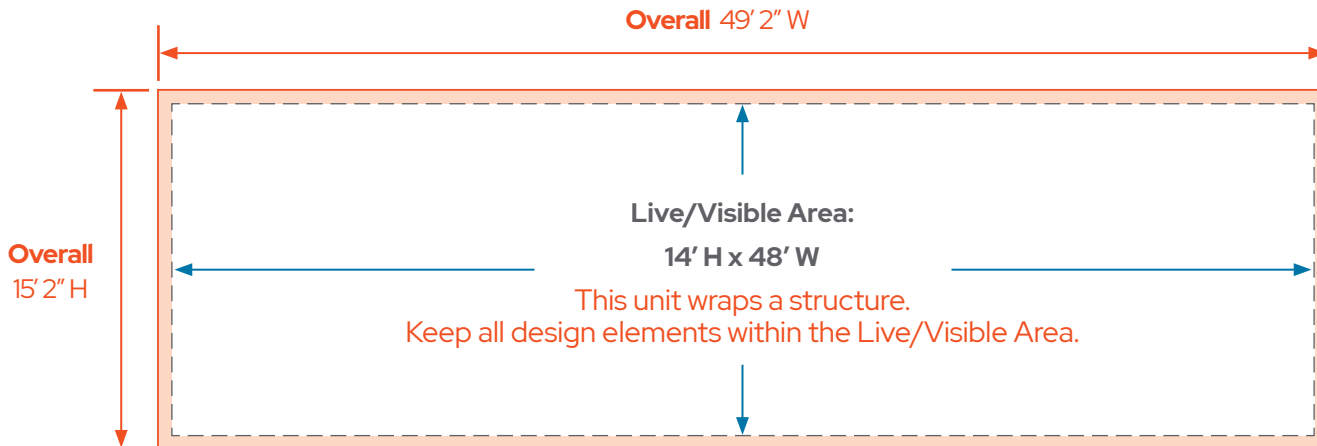 Overall 49’ 2” W
Live/Visible Area:
14’ H x 48’ W
Overall
15’ 2” H
This unit wraps a structure.
Keep all design elements within the Live/Visible Area.